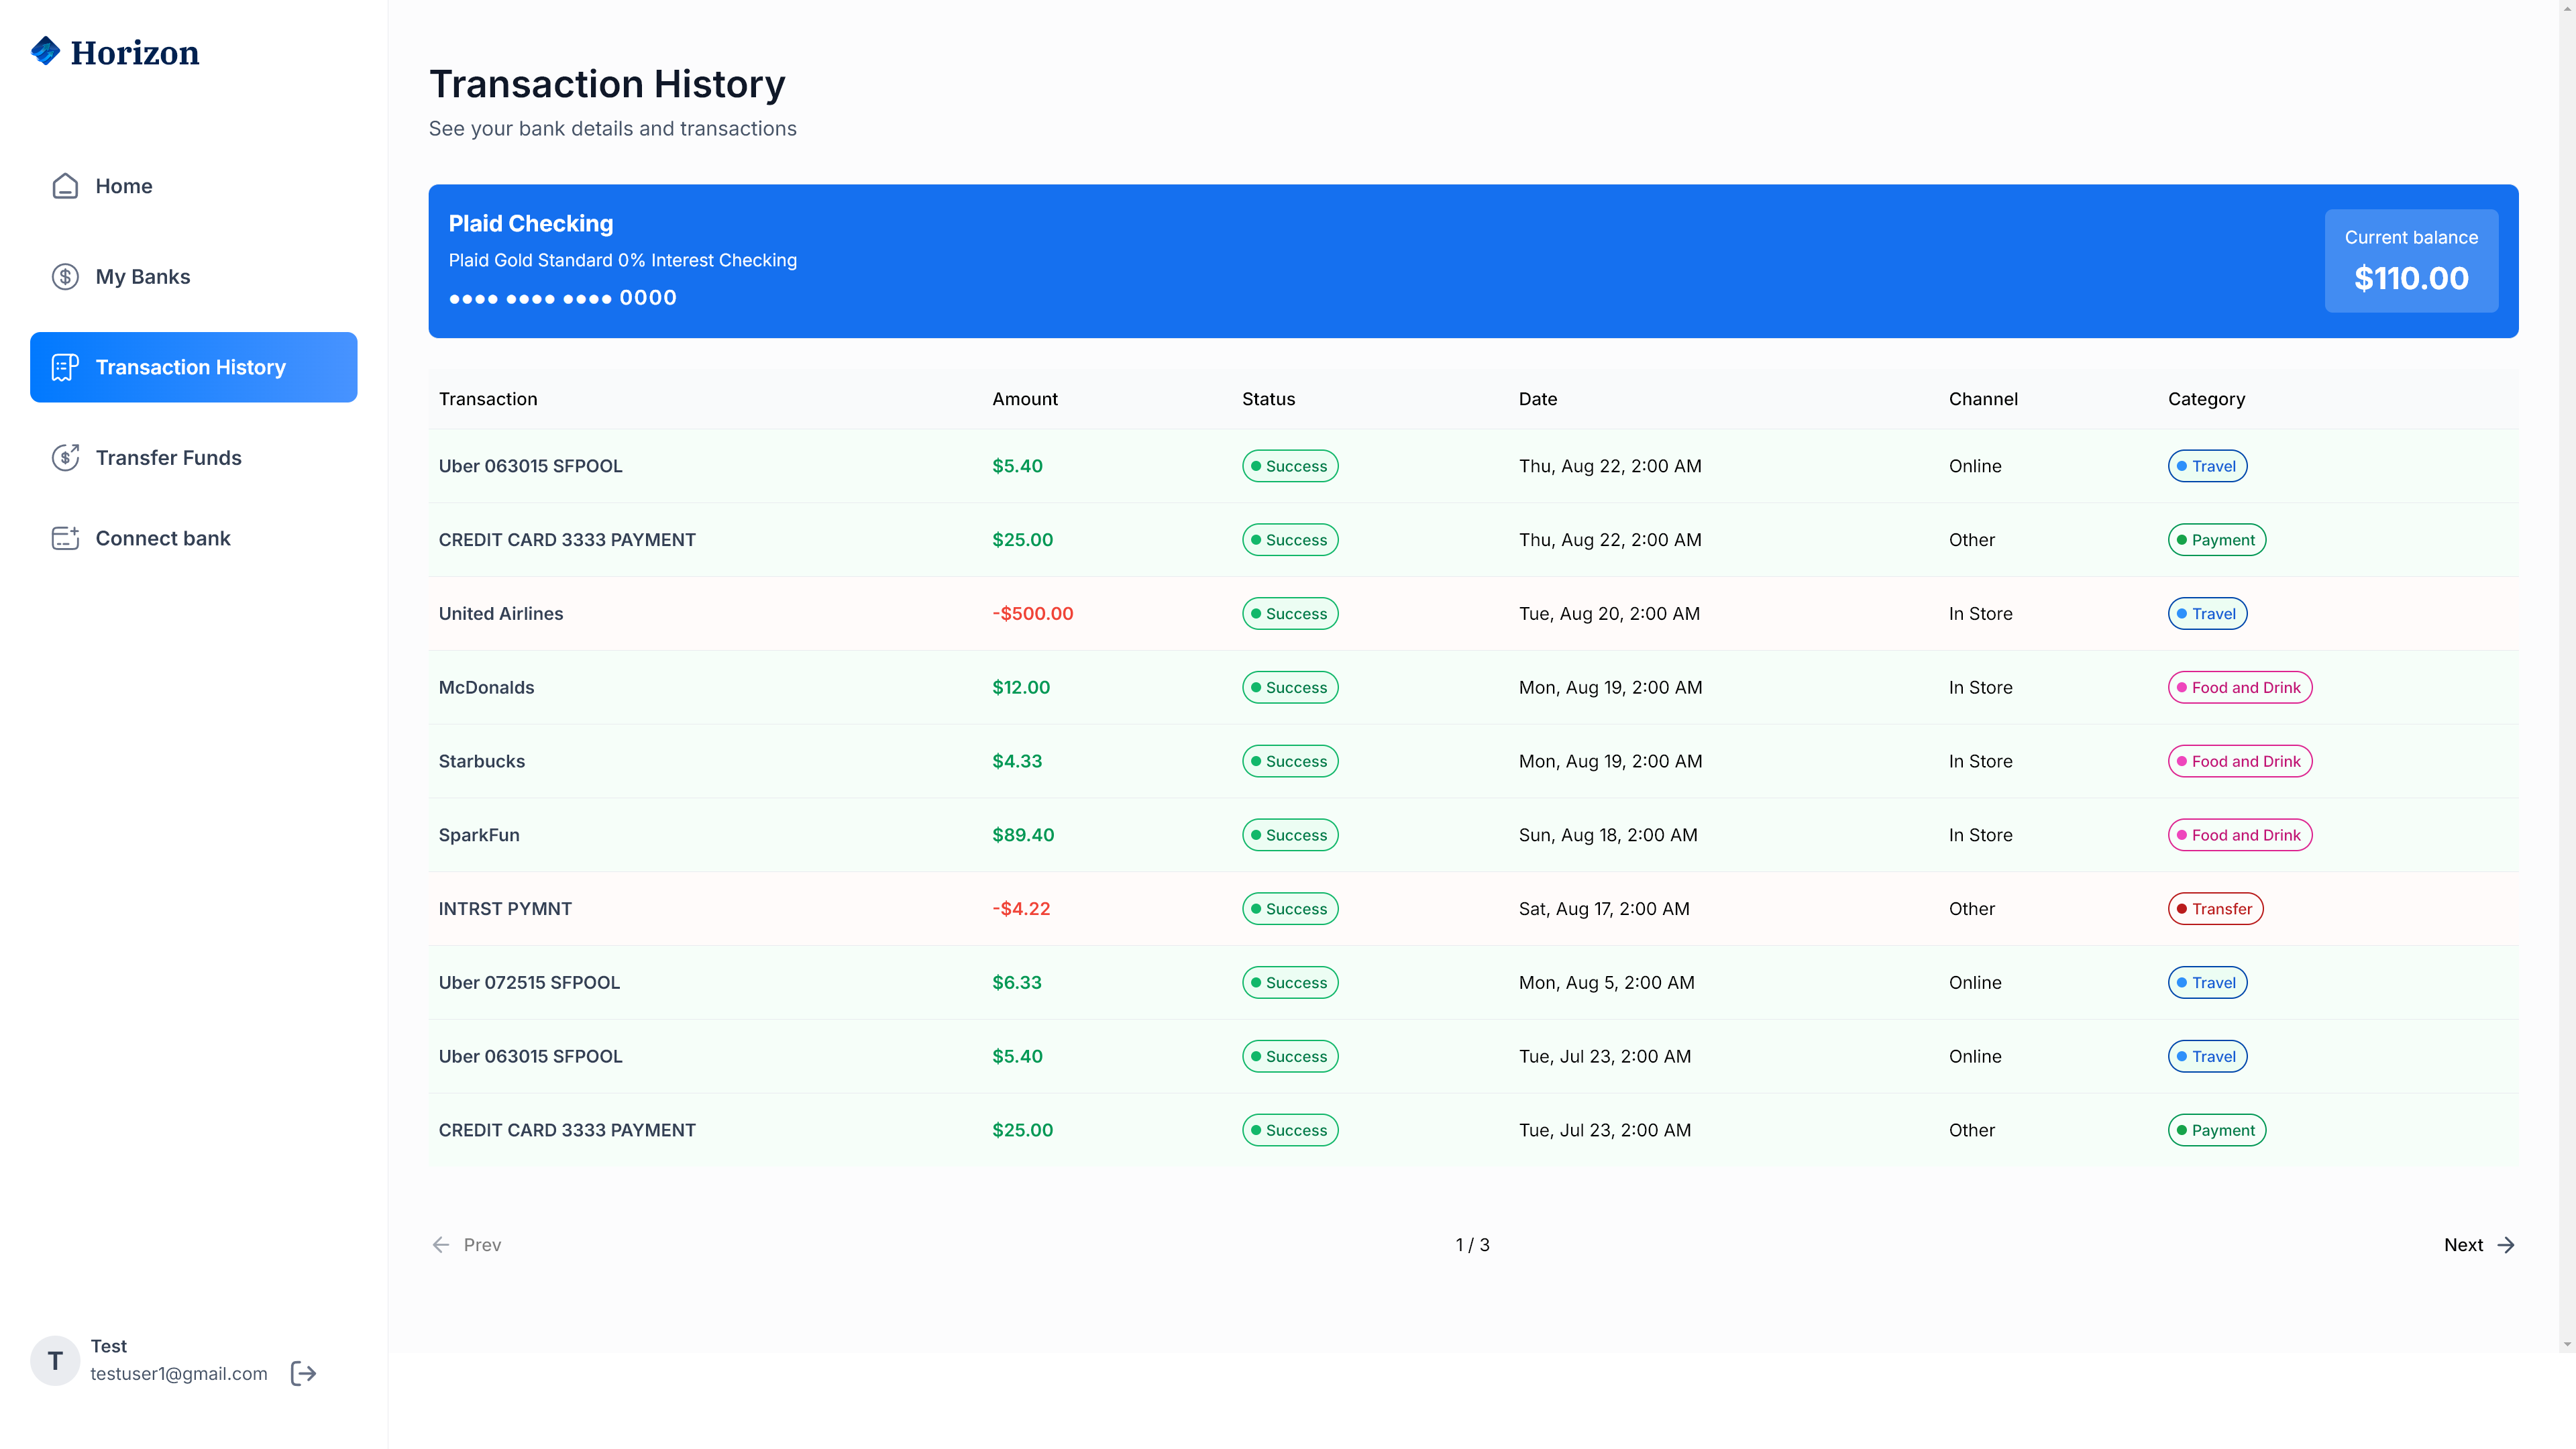 Horizon
Home
My Banks
Transaction History
Transfer Funds
Connect bank
T
Test
testuser1@gmail.com
Transaction History
See your bank details and transactions
Plaid Checking
Plaid Gold Standard 0% Interest Checking
●●●● ●●●● ●●●● 0000
Current balance
$110.00
Transaction Amount Status Date Channel Category
Uber 063015 SFPOOL $5.40 Success Thu, Aug 22, 2:00 AM Online Travel
CREDIT CARD 3333 PAYMENT $25.00 Success Thu, Aug 22, 2:00 AM Other Payment
United Airlines -$500.00 Success Tue, Aug 20, 2:00 AM In Store Travel
McDonalds $12.00 Success Mon, Aug 19, 2:00 AM In Store Food and Drink
Starbucks $4.33 Success Mon, Aug 19, 2:00 AM In Store Food and Drink
SparkFun $89.40 Success Sun, Aug 18, 2:00 AM In Store Food and Drink
INTRST PYMNT -$4.22 Success Sat, Aug 17, 2:00 AM Other Transfer
Uber 072515 SFPOOL $6.33 Success Mon, Aug 5, 2:00 AM Online Travel
Uber 063015 SFPOOL $5.40 Success Tue, Jul 23, 2:00 AM Online Travel
CREDIT CARD 3333 PAYMENT $25.00 Success Tue, Jul 23, 2:00 AM Other Payment
Prev 1 / 3 Next